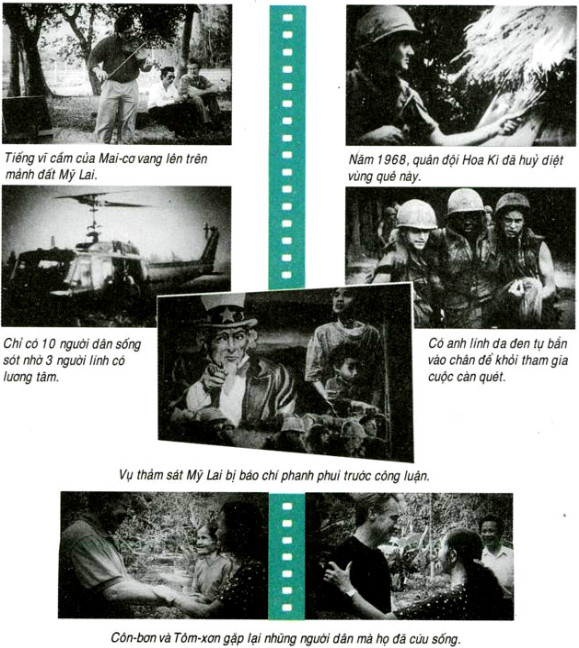 Tiếng vĩ cầm của Mai-cơ vang lên trên
mảnh đất Mỹ Lai.
Năm 1968, quân đội Hoa Kì đã huỷ diệt
vùng quê này.
Chỉ có 10 người dân sống
sót nhờ 3 người lính có
lương tâm.
Có anh lính da đen tự bắn
vào chân để khỏi tham gia
cuộc càn quét.
Vụ thảm sát Mỹ Lai bị báo chí phanh phui trước công luận.
Côn-bơn và Tôm-xơn gặp lại những người dân mà họ đã cứu sống.